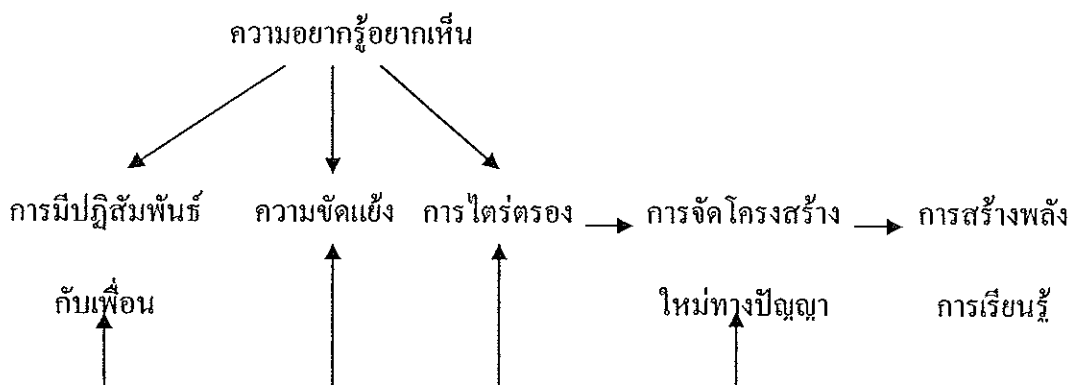 ความอยากรู้อยากเห็น
การมีปฏิสัมพันธ์ ความขัดแย้ง การไตร่ตรอง การจัดโครงสร้าง การสร้างพลัง
กับเพื่อน ใหม่ทางปัญญา การเรียนรู้